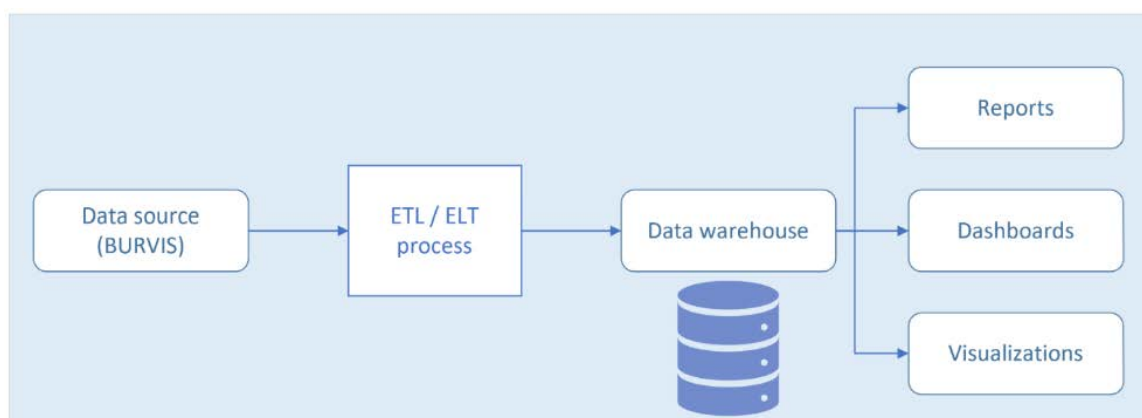 Data source
(BURVIS)
ETL / ELT
process
Data warehouse
Reports
Dashboards
Visualizations